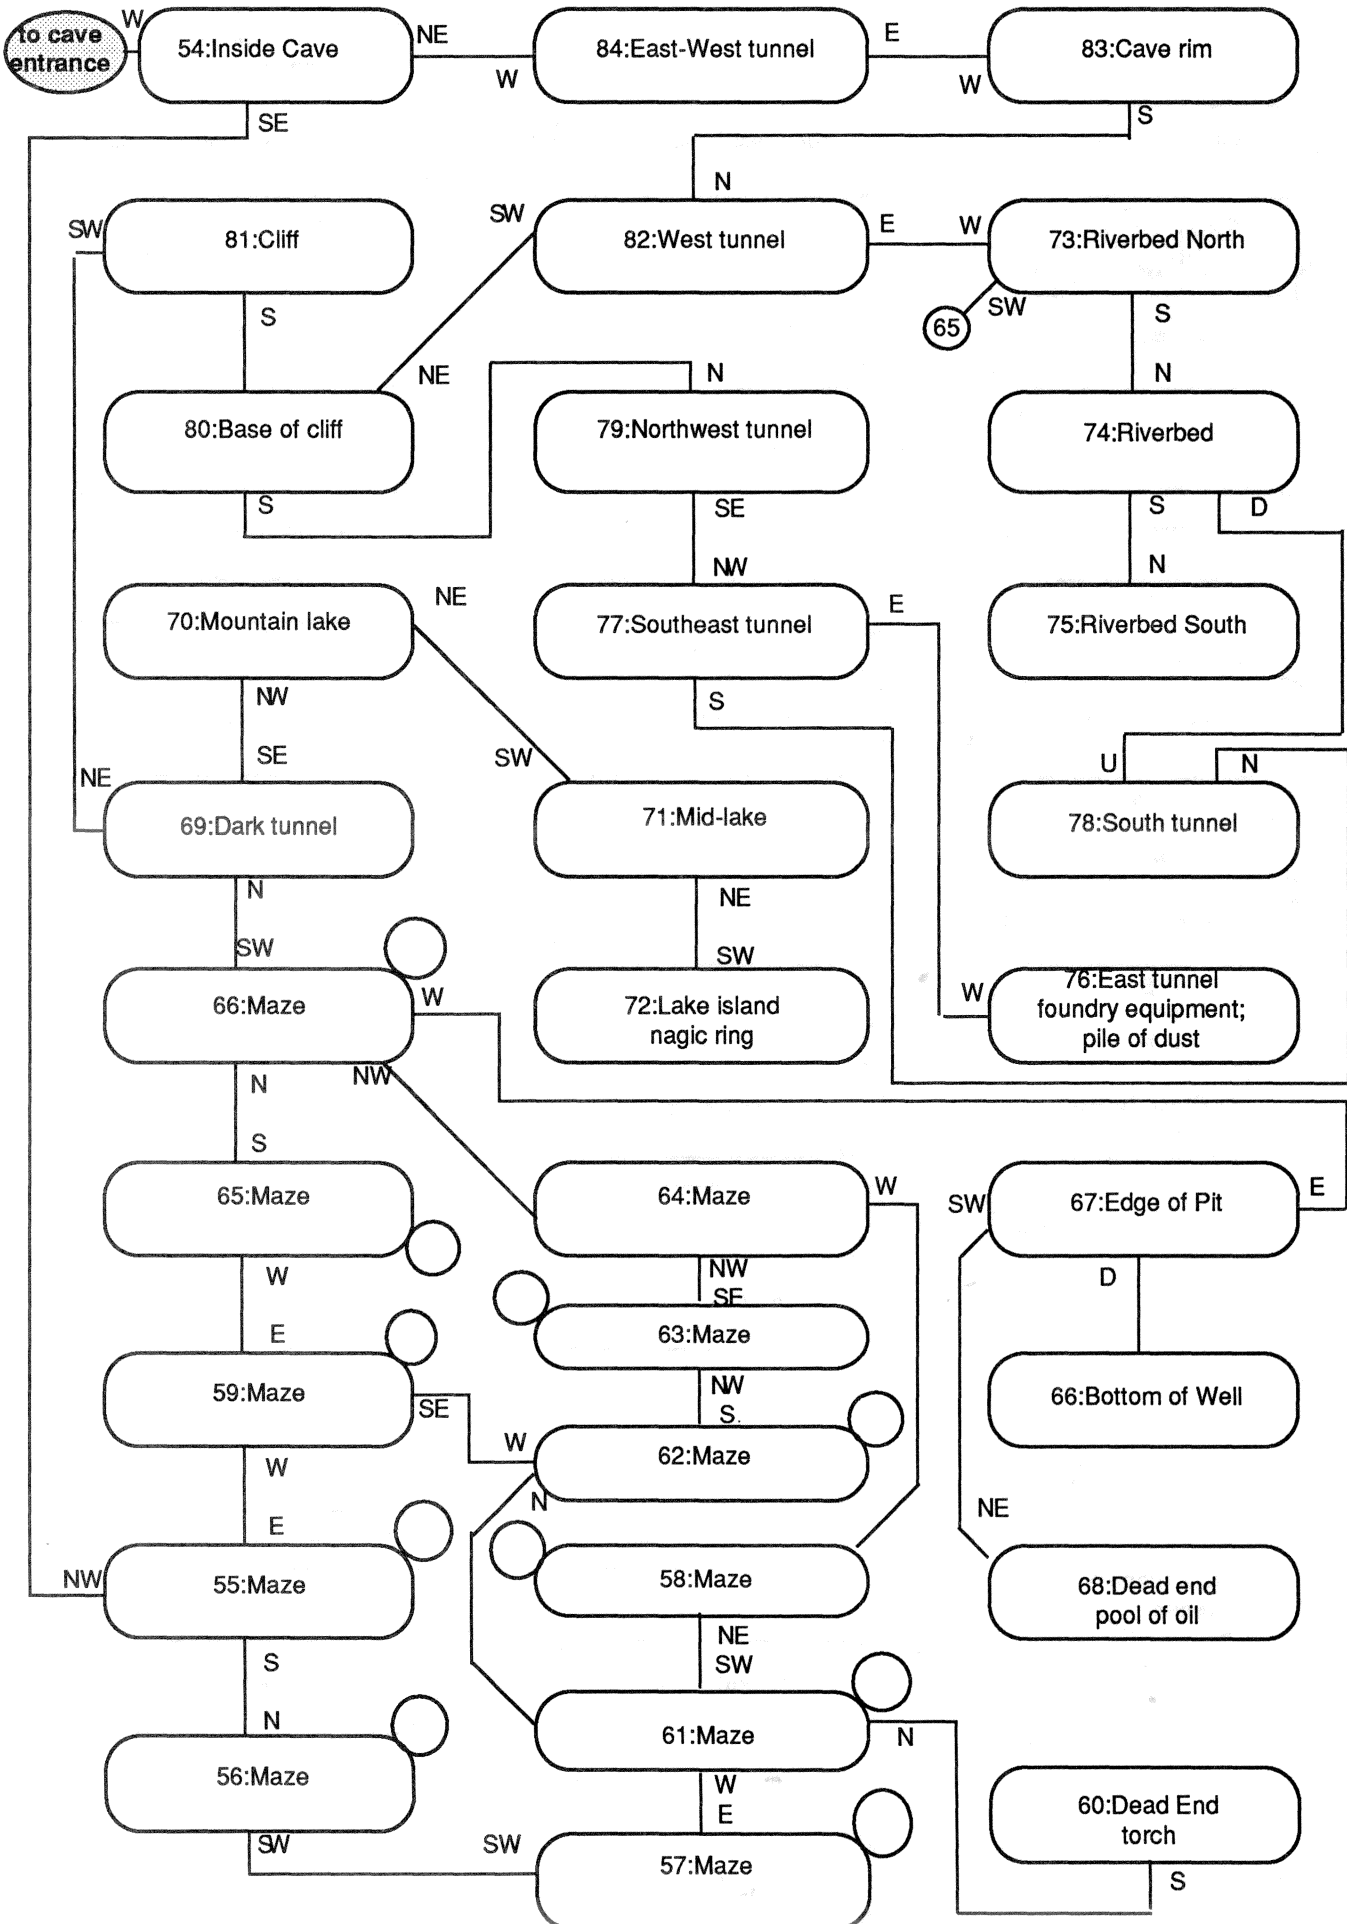 to cave
entrance
W
54:Inside Cave
NE
W
84:East-West tunnel
E
W
83:Cave rim
SE
S
N
SW
81:Cliff
SW
82:West tunnel
E
W
73:Riverbed North
65
SW
S
S
NE
N
N
80:Base of cliff
79:Northwest tunnel
74:Riverbed
S
SE
S
D
NW
N
70:Mountain lake
NE
77:Southeast tunnel
E
75:Riverbed South
NW
S
SE
SW
U
N
NE
69:Dark tunnel
71:Mid-lake
78:South tunnel
N
NE
SW
SW
66:Maze
W
72:Lake island
nagic ring
W
76:East tunnel
foundry equipment;
pile of dust
N
NW
S
65:Maze
64:Maze
W
SW
67:Edge of Pit
E
W
NW
SE
D
E
63:Maze
59:Maze
SE
NW
S.
66:Bottom of Well
W
W
62:Maze
N
E
NE
NW
55:Maze
58:Maze
68:Dead end
pool of oil
S
NE
SW
N
61:Maze
N
56:Maze
W
E
60:Dead End
torch
SW
SW
57:Maze
S